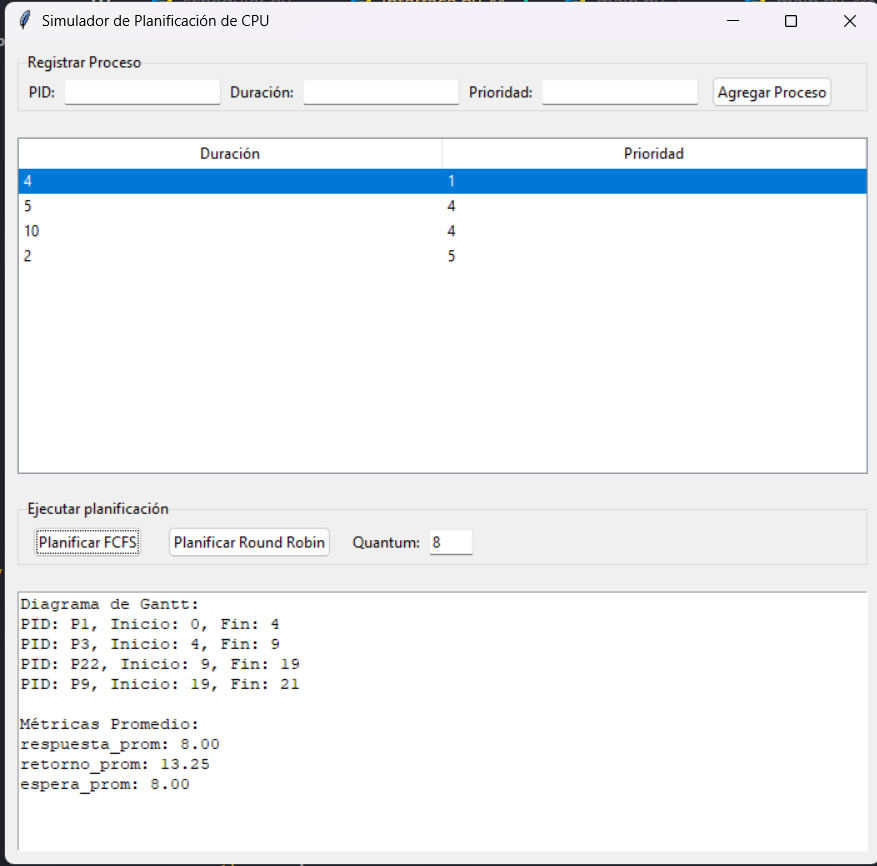 Simulador de Planificación de CPU
Registrar Proceso
PID: Duración: Prioridad: Agregar Proceso
Duración Prioridad
4 1
5 4
10 4
2 5
Ejecutar planificación
Planificar FCFS Planificar Round Robin Quantum: 8
Diagrama de Gantt:
PID: P1, Inicio: 0, Fin: 4
PID: P3, Inicio: 4, Fin: 9
PID: P22, Inicio: 9, Fin: 19
PID: P9, Inicio: 19, Fin: 21
Métricas Promedio:
respuesta_prom: 8.00
retorno_prom: 13.25
espera_prom: 8.00